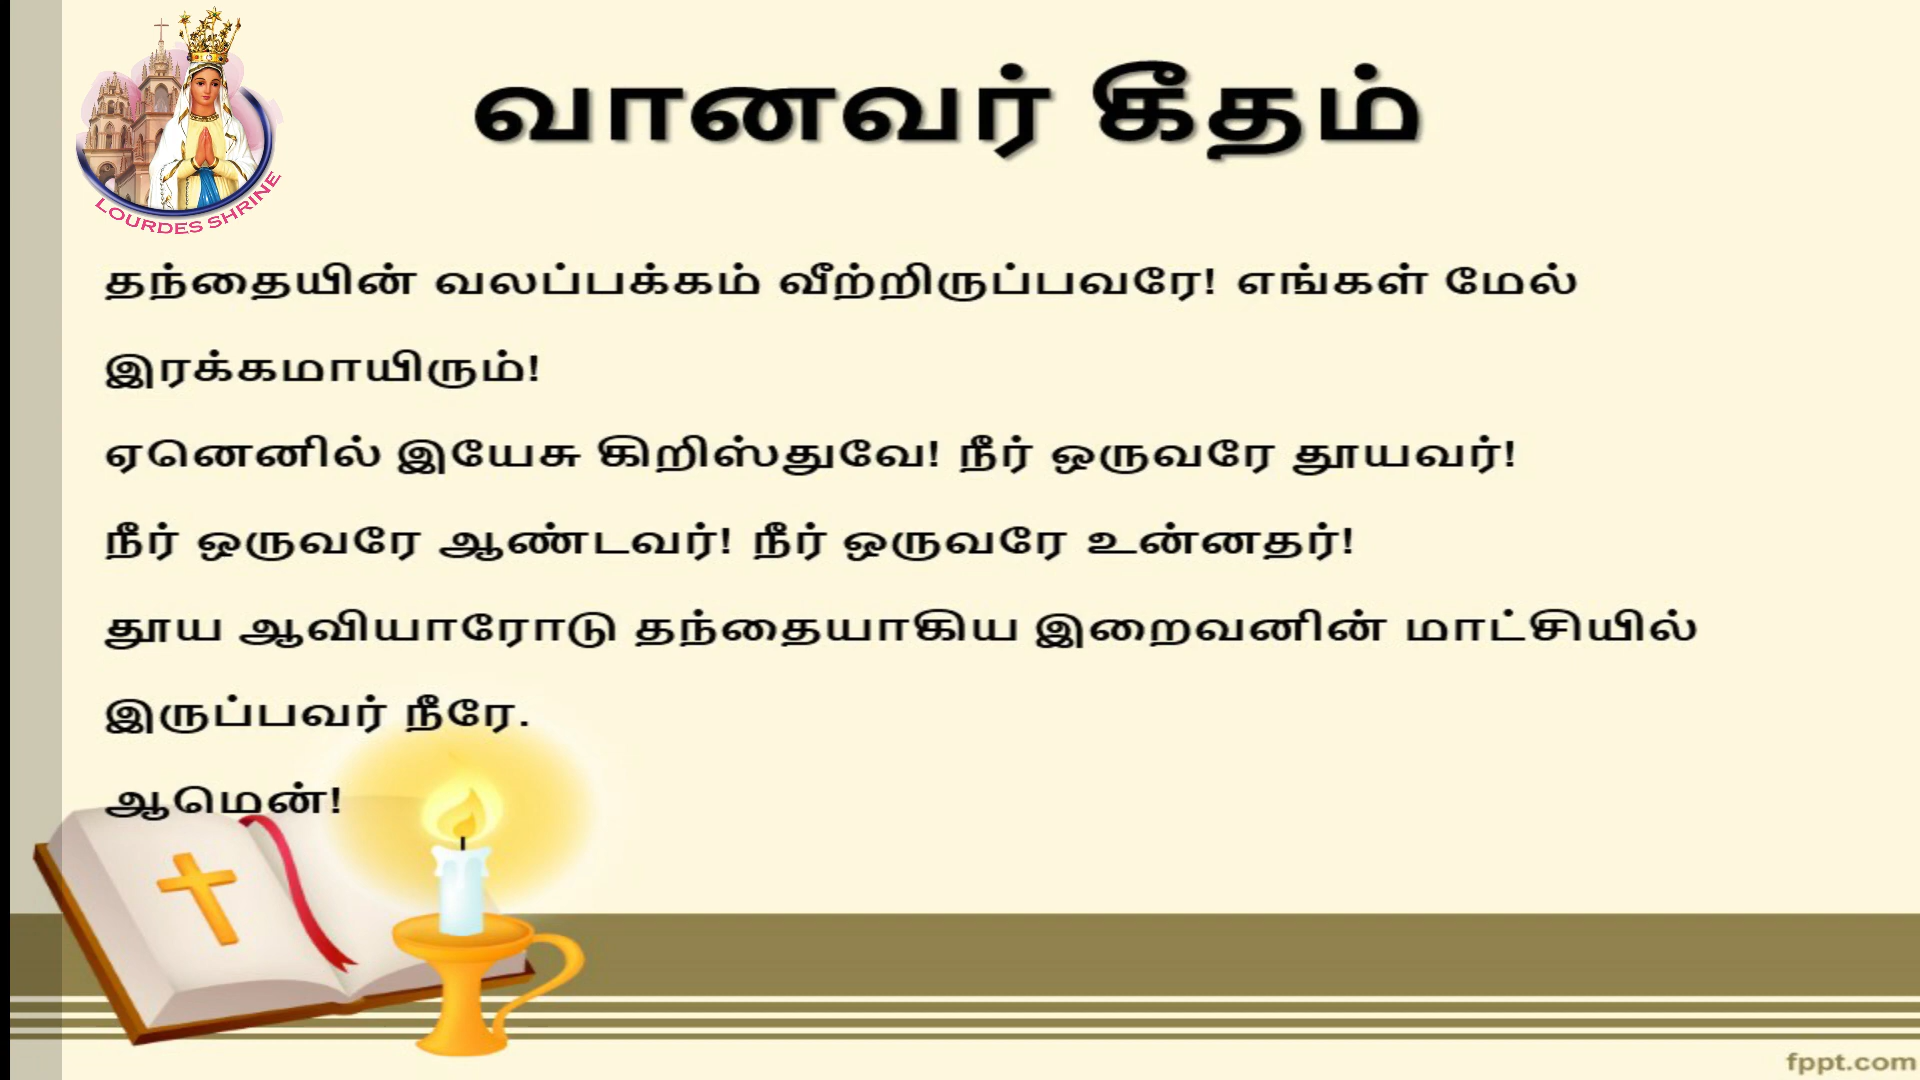 LOURDES SHRINE
வானவர் கீதம்
தந்தையின் வலப்பக்கம் வீற்றிருப்பவரே! எங்கள் மேல்
இரக்கமாயிரும்!
ஏனெனில் இயேசு கிறிஸ்துவே! நீர் ஒருவரே தூயவர்!
நீர் ஒருவரே ஆண்டவர்! நீர் ஒருவரே உன்னதர்!
தூய ஆவியாரோடு தந்தையாகிய இறைவனின் மாட்சியில்
இருப்பவர் நீரே.
ஆமென்!
fppt.com